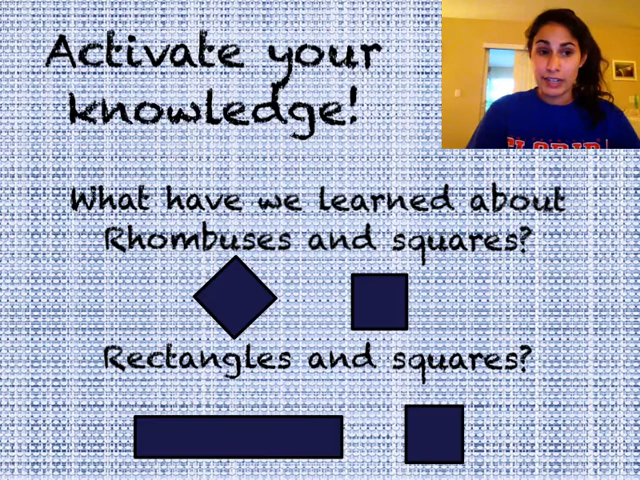 Activate your
knowledge!
What have we learned about
Rhombuses and squares?
Rectangles and squares?